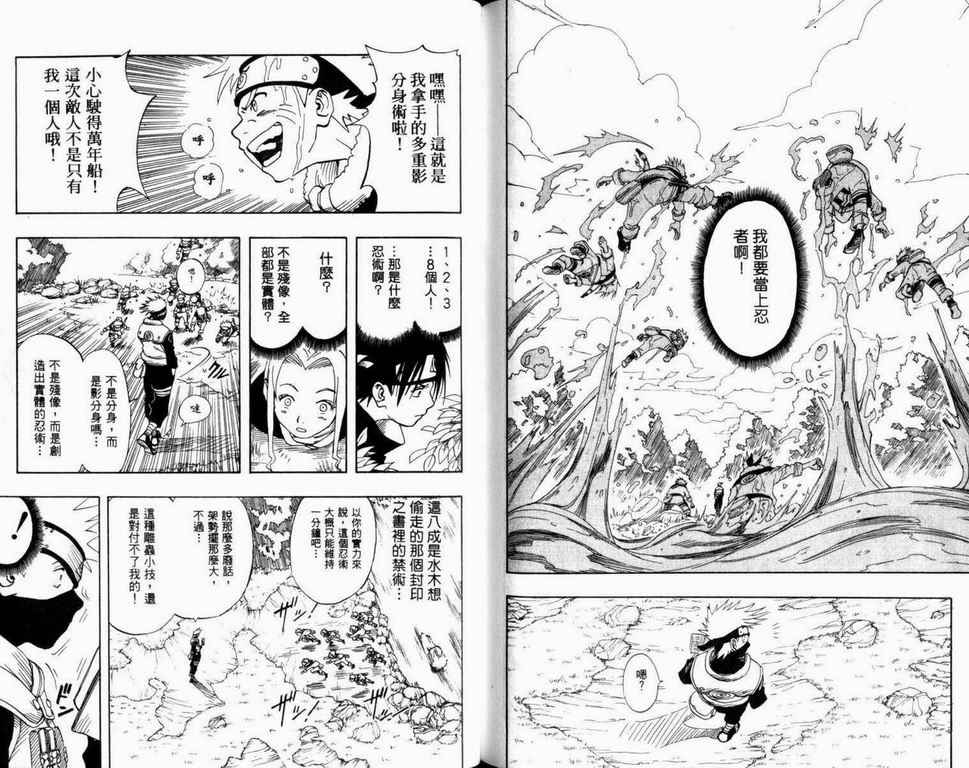 我都要當上忍
者啊！
嗯？
嘿嘿——這就是
我拿手的多重影
分身術啦！
呼
呼
小心駛得萬年船！
這次敵人不是只有
我一個人哦！
1、2、3
…8個人！
…那是什麼
忍術啊？
什麼？
不是殘像，全
部都是實體？
噠
不是分身，而
是影分身嗎…
不是殘像，而是創
造出實體的忍術…
這八成是水木想
偷走的那個封印
之書裡的禁術…
以你的實力來
說，這個忍術
大概只能維持
一分鐘吧…
說那麼多廢話，
架勢擺那麼大，
不過…
這種雕蟲小技，還
是對付不了我的！
！